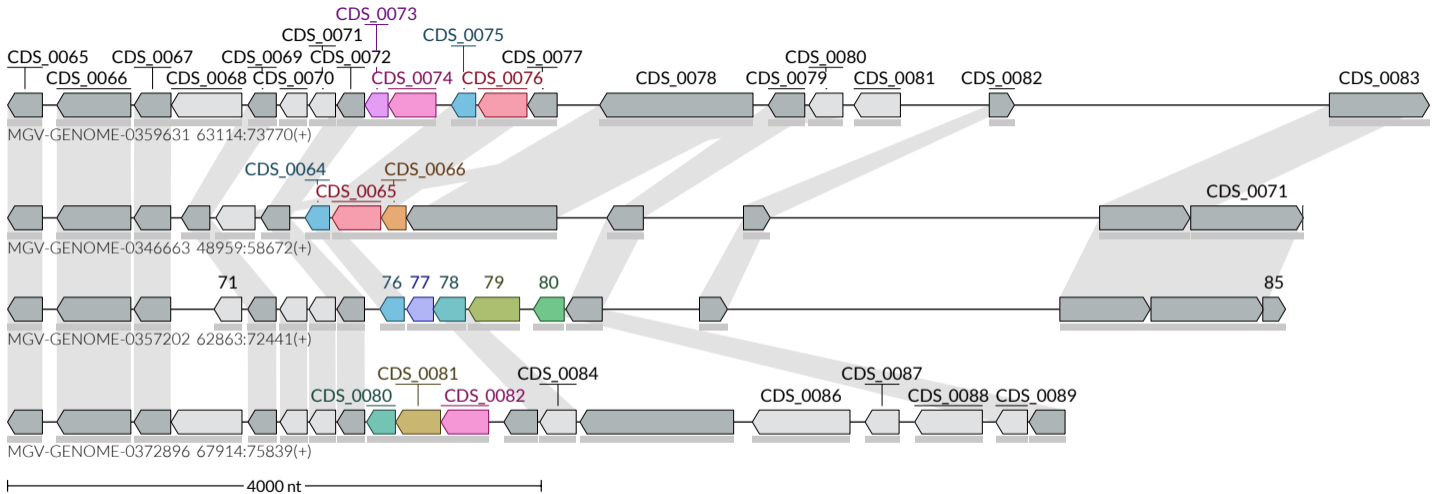 CDS_0073
CDS_0071 CDS_0075
CDS_0065 CDS_0067 CDS_0069 CDS_0072 CDS_0077 CDS_0080
CDS_0066 CDS_0068 CDS_0070 CDS_0074 CDS_0076 CDS_0078 CDS_0079 CDS_0081 CDS_0082 CDS_0083
MGV-GENOME-0359631 63114:73770(+)
CDS_0064 CDS_0066
CDS_0065 CDS_0071
MGV-GENOME-0346663 48959:58672(+)
71 76 77 78 79 80 85
MGV-GENOME-0357202 62863:72441(+)
CDS_0081 CDS_0084 CDS_0087
CDS_0080 CDS_0082 CDS_0086 CDS_0088 CDS_0089
MGV-GENOME-0372896 67914:75839(+)
4000 nt